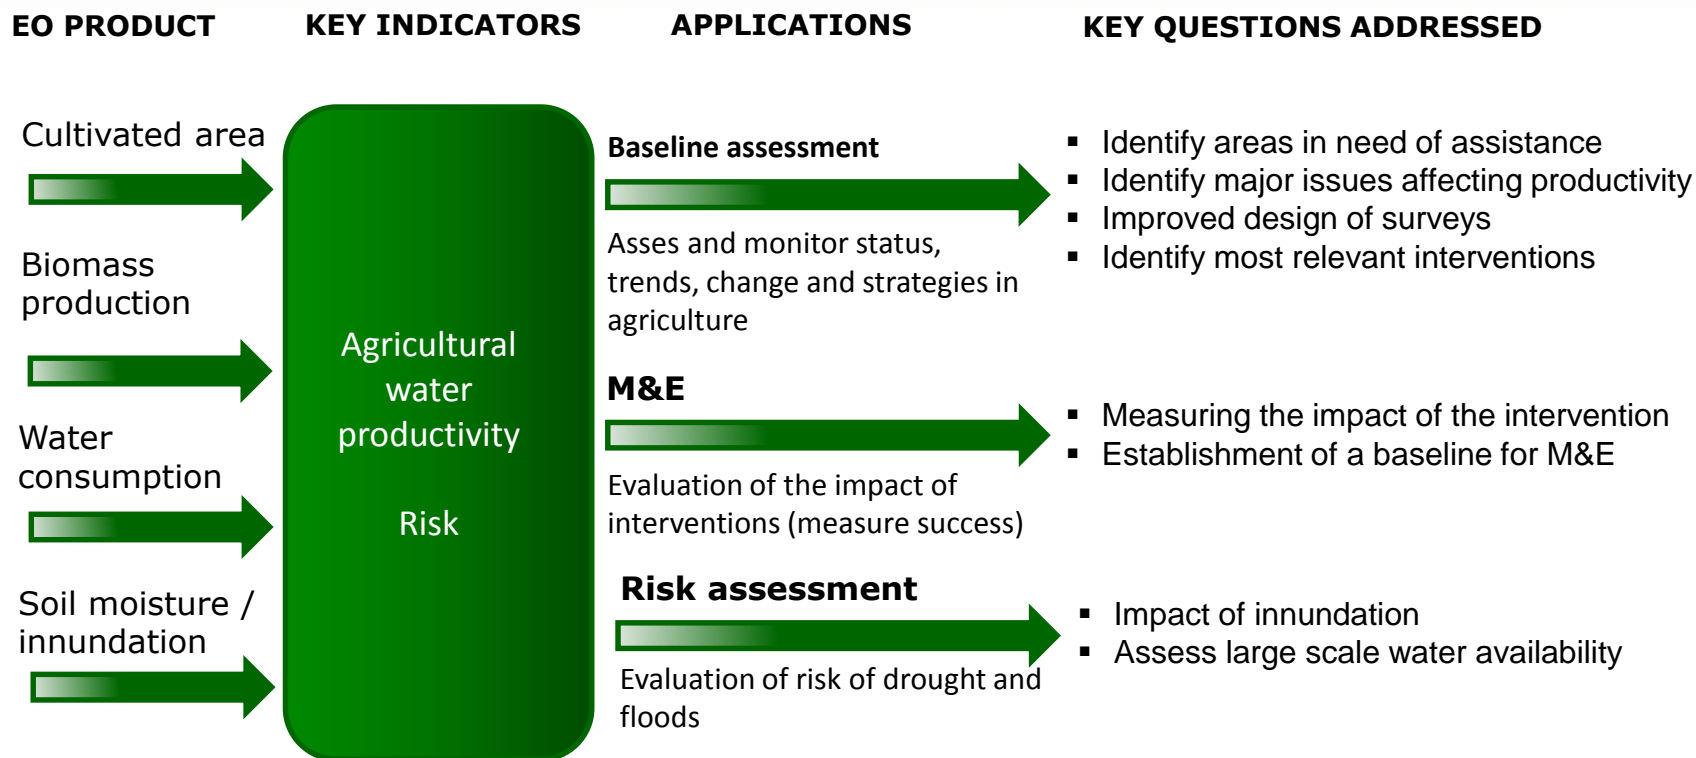 EO PRODUCT
KEY INDICATORS
APPLICATIONS
KEY QUESTIONS ADDRESSED
Cultivated area
Biomass
production
Water
consumption
Soil moisture /
innundation
Agricultural
water
productivity
Risk
Baseline assessment
Asses and monitor status,
trends, change and strategies in
agriculture
M&E
Evaluation of the impact of
interventions (measure success)
Risk assessment
Evaluation of risk of drought and
floods
▪ Identify areas in need of assistance
▪ Identify major issues affecting productivity
▪ Improved design of surveys
▪ Identify most relevant interventions
▪ Measuring the impact of the intervention
▪ Establishment of a baseline for M&E
▪ Impact of innundation
▪ Assess large scale water availability